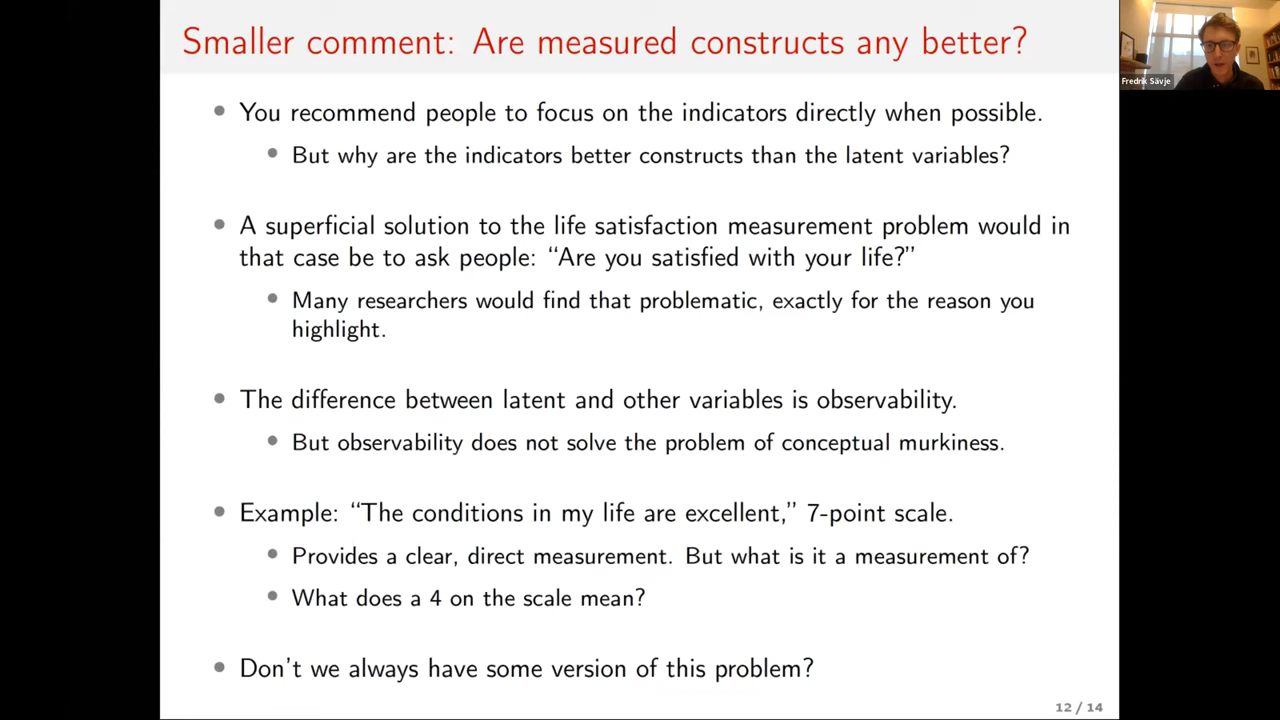 Smaller comment: Are measured constructs any better?
Fredrik Sävje
• You recommend people to focus on the indicators directly when possible.
• But why are the indicators better constructs than the latent variables?
• A superficial solution to the life satisfaction measurement problem would in
that case be to ask people: “Are you satisfied with your life?”
• Many researchers would find that problematic, exactly for the reason you
highlight.
• The difference between latent and other variables is observability.
• But observability does not solve the problem of conceptual murkiness.
• Example: “The conditions in my life are excellent,” 7-point scale.
• Provides a clear, direct measurement. But what is it a measurement of?
• What does a 4 on the scale mean?
• Don’t we always have some version of this problem?
12 / 14